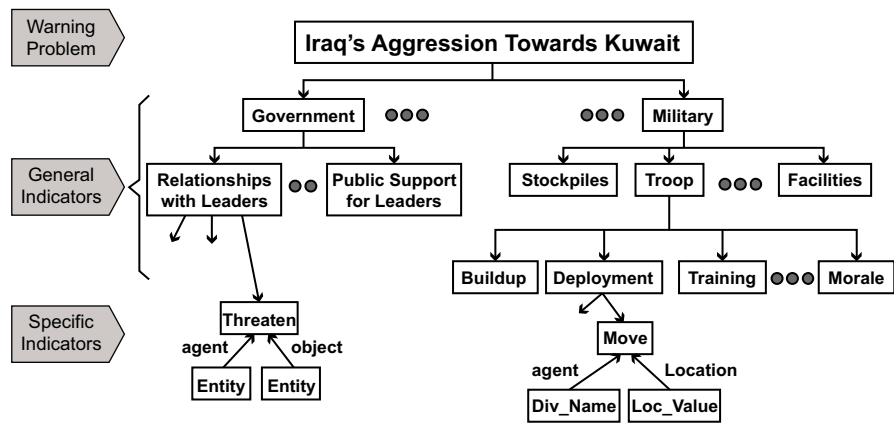 Warning
Problem
Iraq's Aggression Towards Kuwait
Government
Military
General
Indicators
Relationships
with Leaders
Public Support
for Leaders
Stockpiles
Troop
Facilities
Buildup
Deployment
Training
Morale
Specific
Indicators
Threaten
agent
object
Entity
Entity
Move
agent
Location
Div_Name
Loc_Value